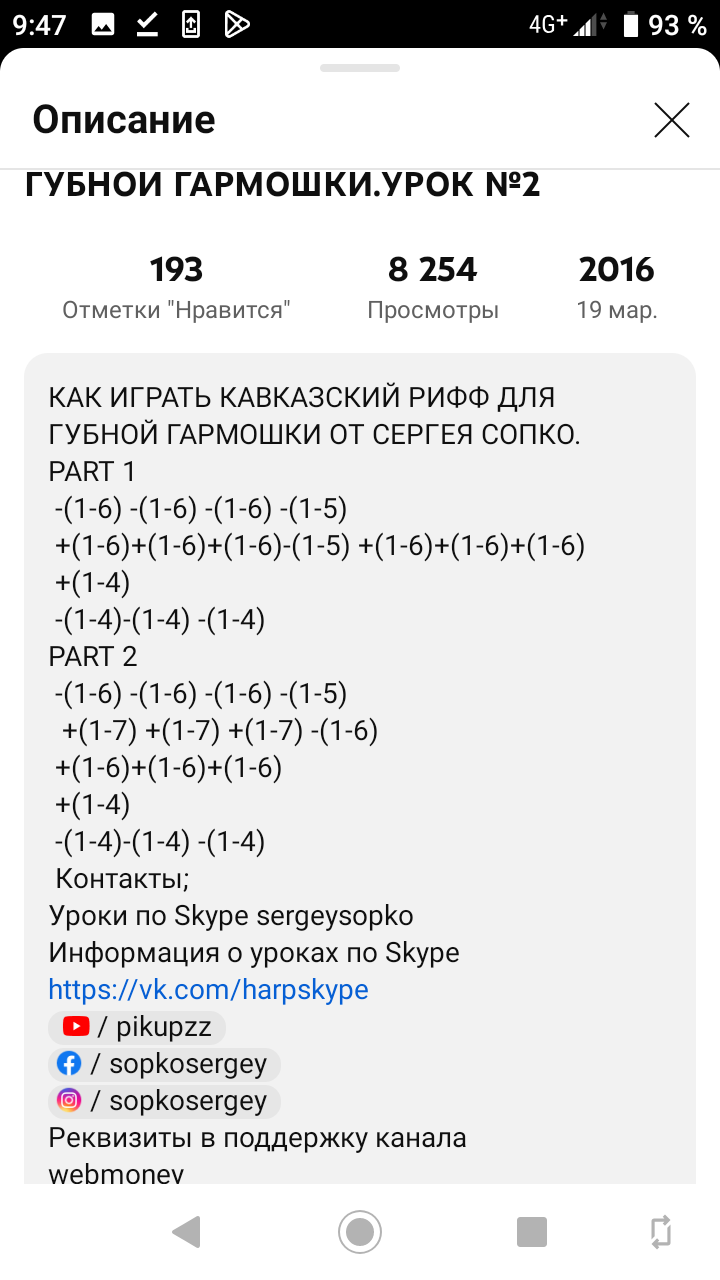 9:47 4G+ 93 %
Описание
ГУБНОЙ ГАРМОШКИ.УРОК №2
193 8 254 2016
Отметки "Нравится" Просмотры 19 мар.
КАК ИГРАТЬ КАВКАЗСКИЙ РИФФ ДЛЯ
ГУБНОЙ ГАРМОШКИ ОТ СЕРГЕЯ СОПКО.
PART 1
-(1-6) -(1-6) -(1-6) -(1-5)
+(1-6)+(1-6)+(1-6)-(1-5) +(1-6)+(1-6)+(1-6)
+(1-4)
-(1-4)-(1-4) -(1-4)
PART 2
-(1-6) -(1-6) -(1-6) -(1-5)
+(1-7) +(1-7) +(1-7) -(1-6)
+(1-6)+(1-6)+(1-6)
+(1-4)
-(1-4)-(1-4) -(1-4)
Контакты;
Уроки по Skype sergeysopko
Информация о уроках по Skype
https://vk.com/harpskype
/ pikupzz
/ sopkosergey
/ sopkosergey
Реквизиты в поддержку канала
webmoney